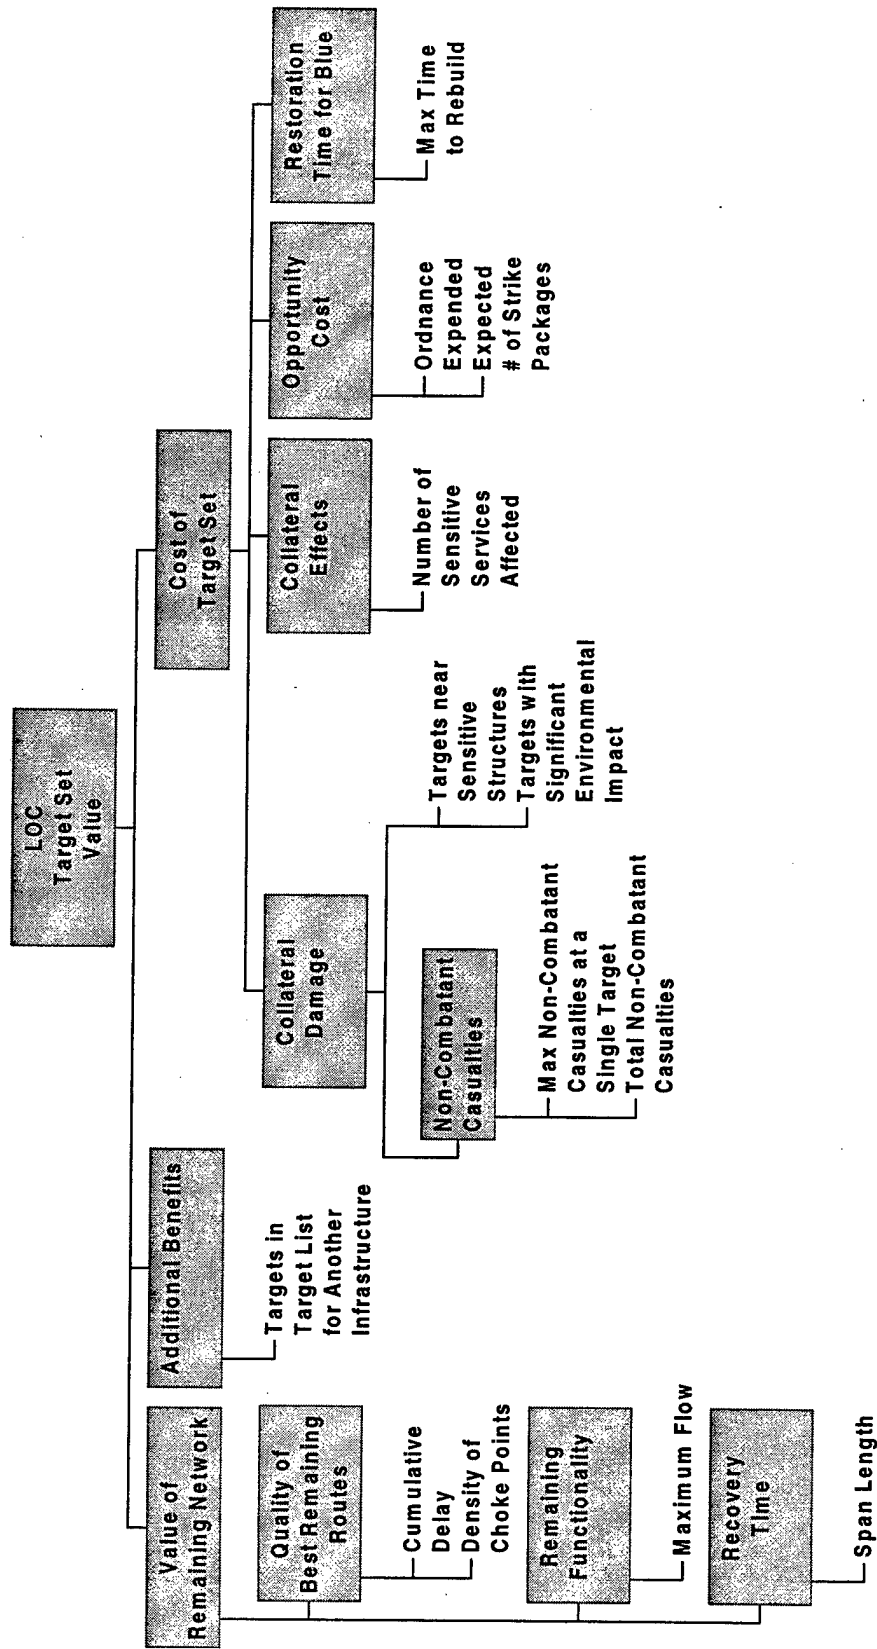 LOC
Target Set
Value
Value of
Remaining Network
Quality of
Best Remaining
Routes
Cumulative
Delay
Density of
Choke Points
Remaining
Functionality
Maximum Flow
Recovery
Time
Span Length
Additional Benefits
Targets in
Target List
for Another
Infrastructure
Cost of
Target Set
Collateral
Damage
Non-Combatant
Casualties
Max Non-Combatant
Casualties at a
Single Target
Total Non-Combatant
Casualties
Targets near
Sensitive
Structures
Targets with
Significant
Environmental
Impact
Collateral
Effects
Number of
Sensitive
Services
Affected
Opportunity
Cost
Ordnance
Expended
Expected
# of Strike
Packages
Restoration
Time for Blue
Max Time
to Rebuild